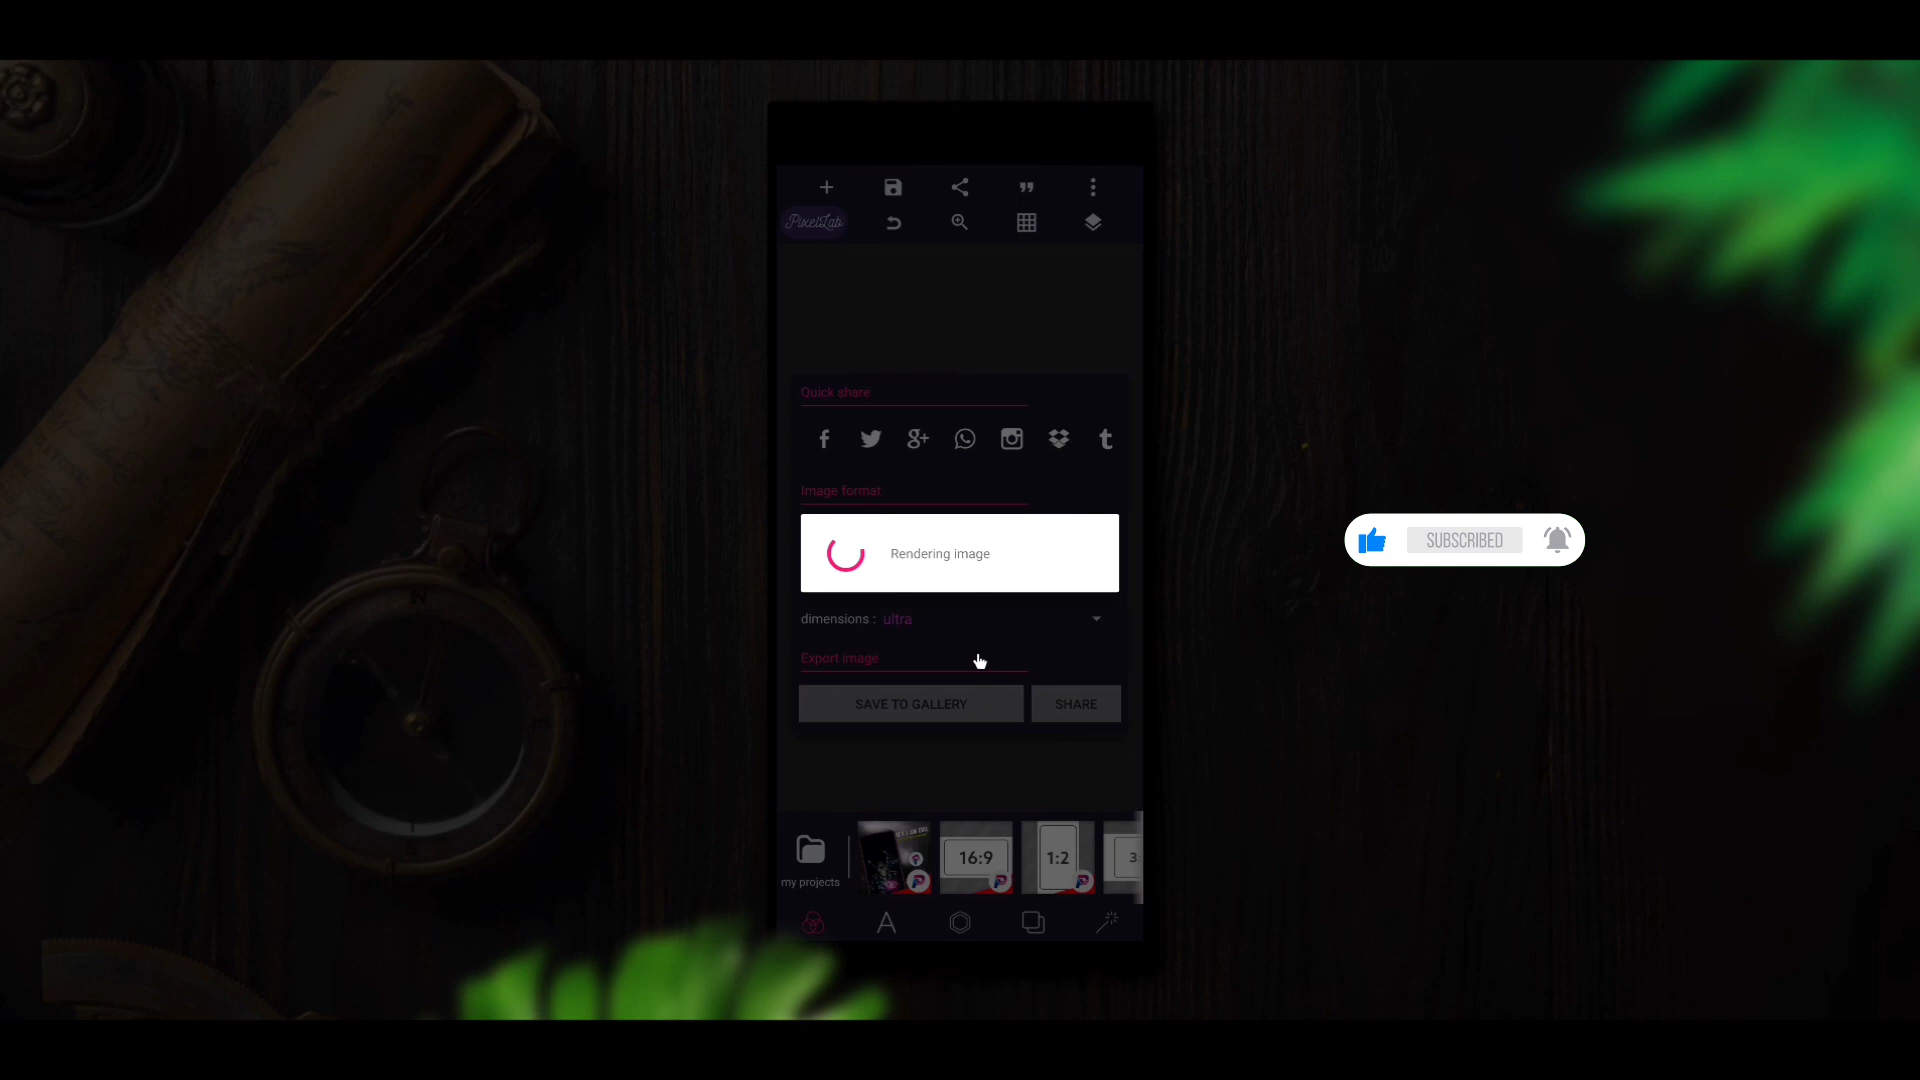 PixelLab
Quick share
Image format
Rendering image
SUBSCRIBED
dimensions : ultra
Export image
SAVE TO GALLERY
SHARE
16:9
1:2
3:
my projects
N